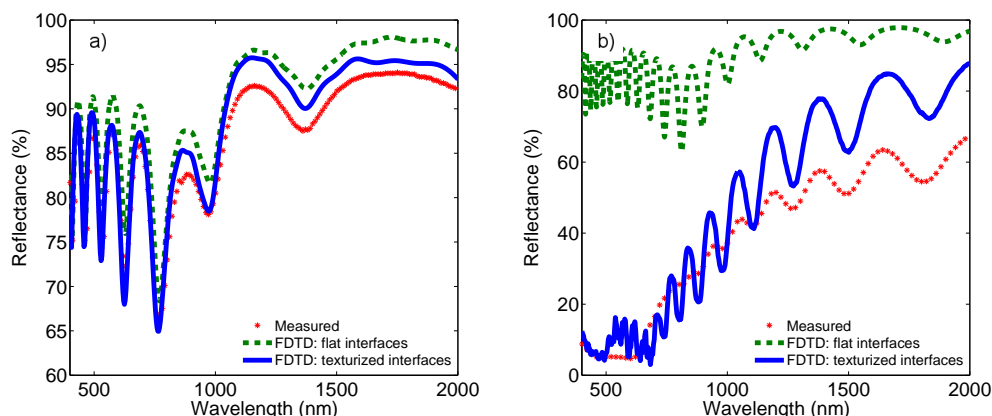 a)
100
95
90
85
80
75
70
65
60
Reflectance (%)
Measured
FDTD: flat interfaces
FDTD: texturized interfaces
500
1000
1500
2000
Wavelength (nm)
b)
100
80
60
40
20
0
Reflectance (%)
Measured
FDTD: flat interfaces
FDTD: texturized interfaces
500
1000
1500
2000
Wavelength (nm)